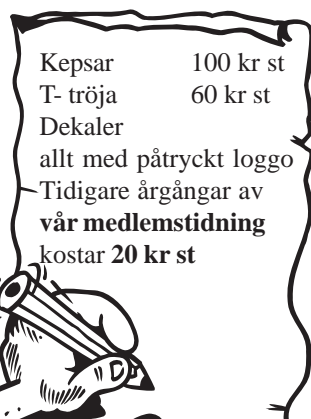 Kepsar 100 kr st
T- tröja 60 kr st
Dekaler
allt med påtryckt loggo
Tidigare årgångar av
vår medlemstidning
kostar 20 kr st